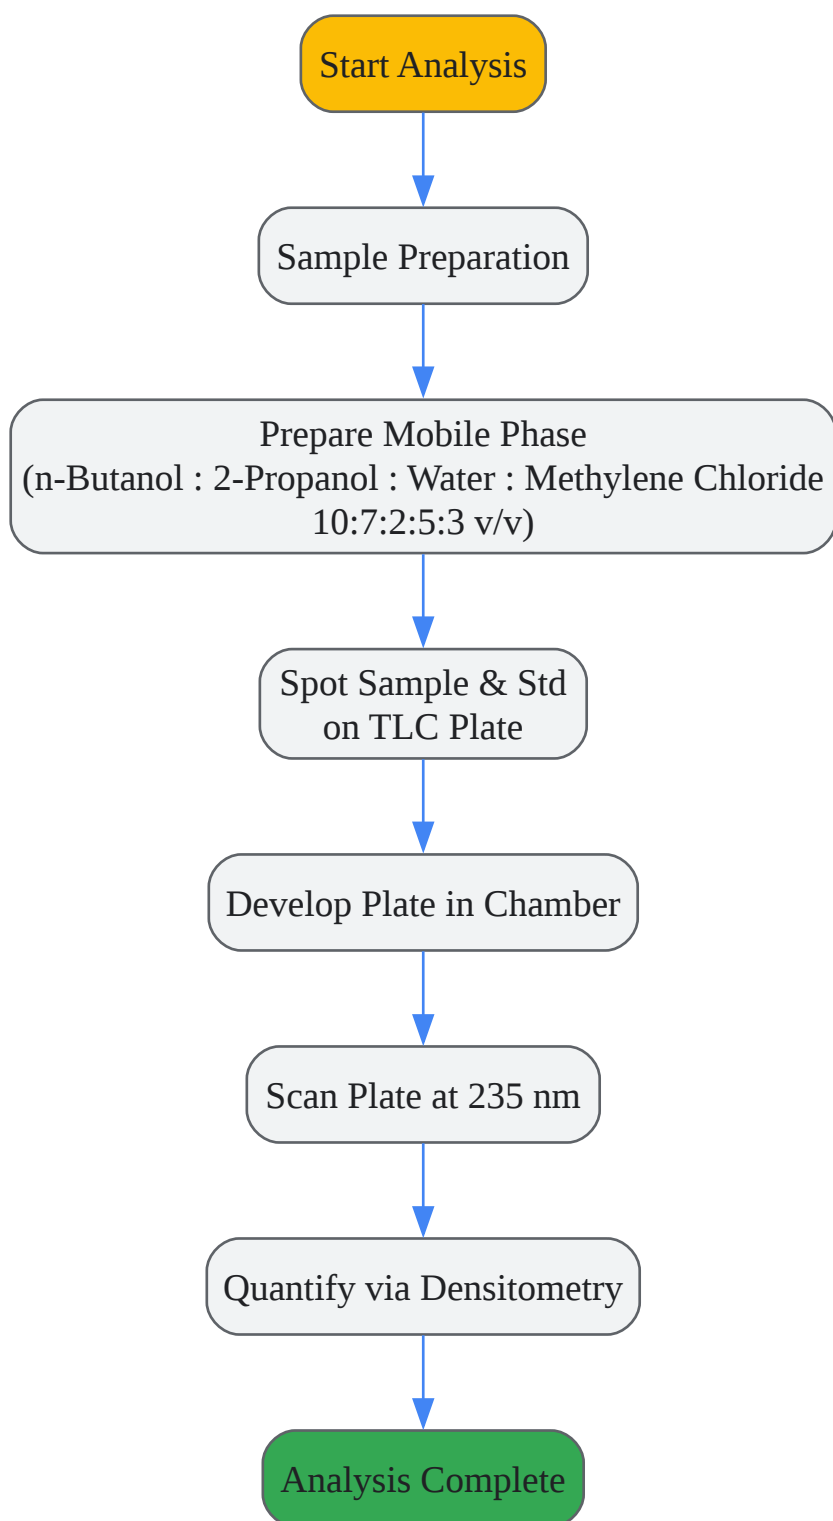 Start Analysis
Sample Preparation
Prepare Mobile Phase
(n-Butanol : 2-Propanol : Water : Methylene Chloride
10:7:2:5:3 v/v)
Spot Sample & Std
on TLC Plate
Develop Plate in Chamber
Scan Plate at 235 nm
Quantify via Densitometry
Analysis Complete